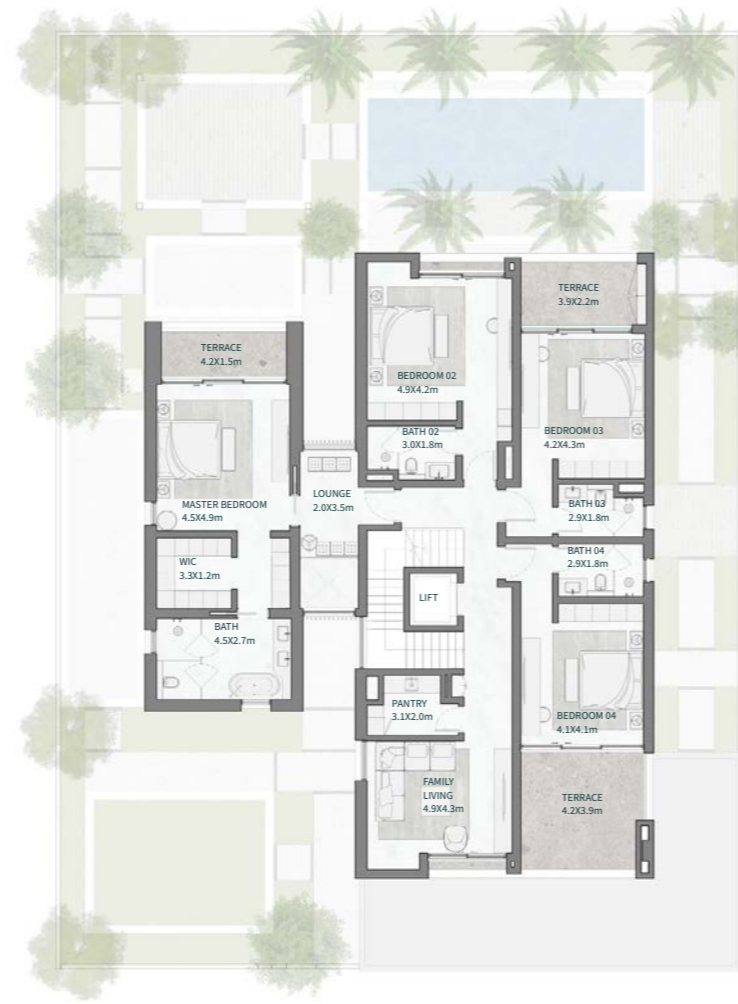 TERRACE
3.9X2.2m
TERRACE
4.2X1.5m
BEDROOM 02
4.9X4.2m
BEDROOM 03
4.2X4.3m
BATH 02
3.0X1.8m
MASTER BEDROOM
4.5X4.9m
LOUNGE
2.0X3.5m
BATH 03
2.9X1.8m
BATH 04
2.9X1.8m
WIC
3.3X1.2m
LIFT
BATH
4.5X2.7m
PANTRY
3.1X2.0m
BEDROOM 04
4.1X4.1m
FAMILY
LIVING
4.9X4.3m
TERRACE
4.2X3.9m